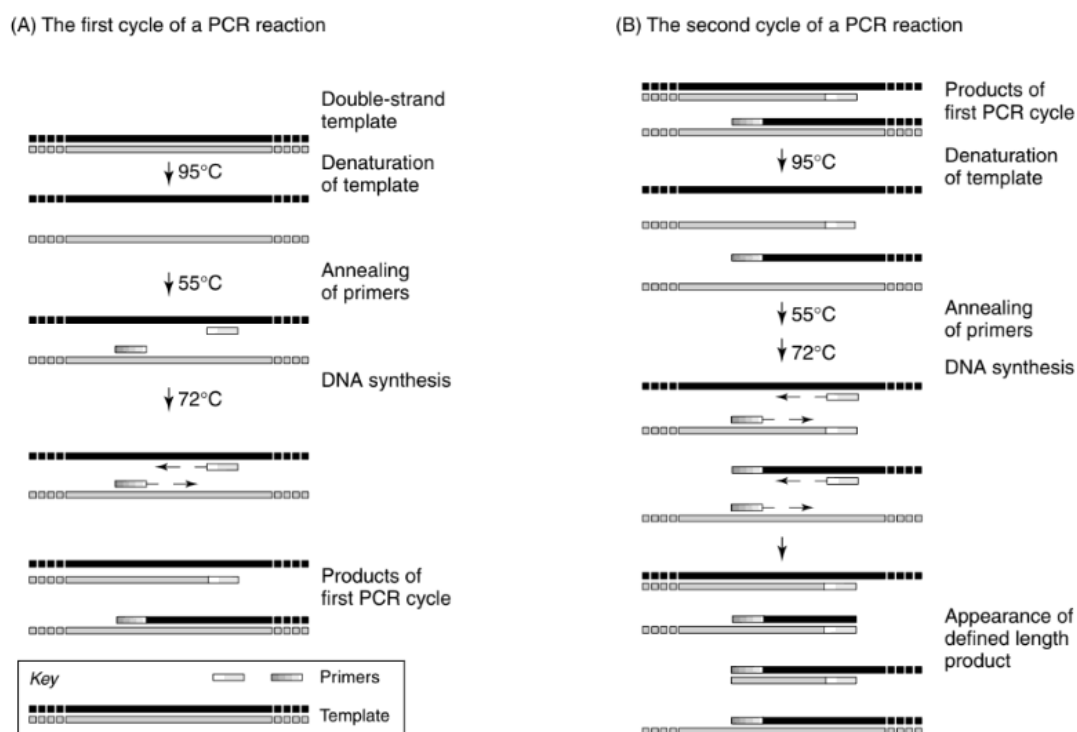 (A) The first cycle of a PCR reaction
Double-strand
template
95°C
Denaturation
of template
55°C
Annealing
of primers
DNA synthesis
72°C
Products of
first PCR cycle
Key
Primers
Template
(B) The second cycle of a PCR reaction
Products of
first PCR cycle
95°C
Denaturation
of template
55°C
Annealing
of primers
72°C
DNA synthesis
Appearance of
defined length
product